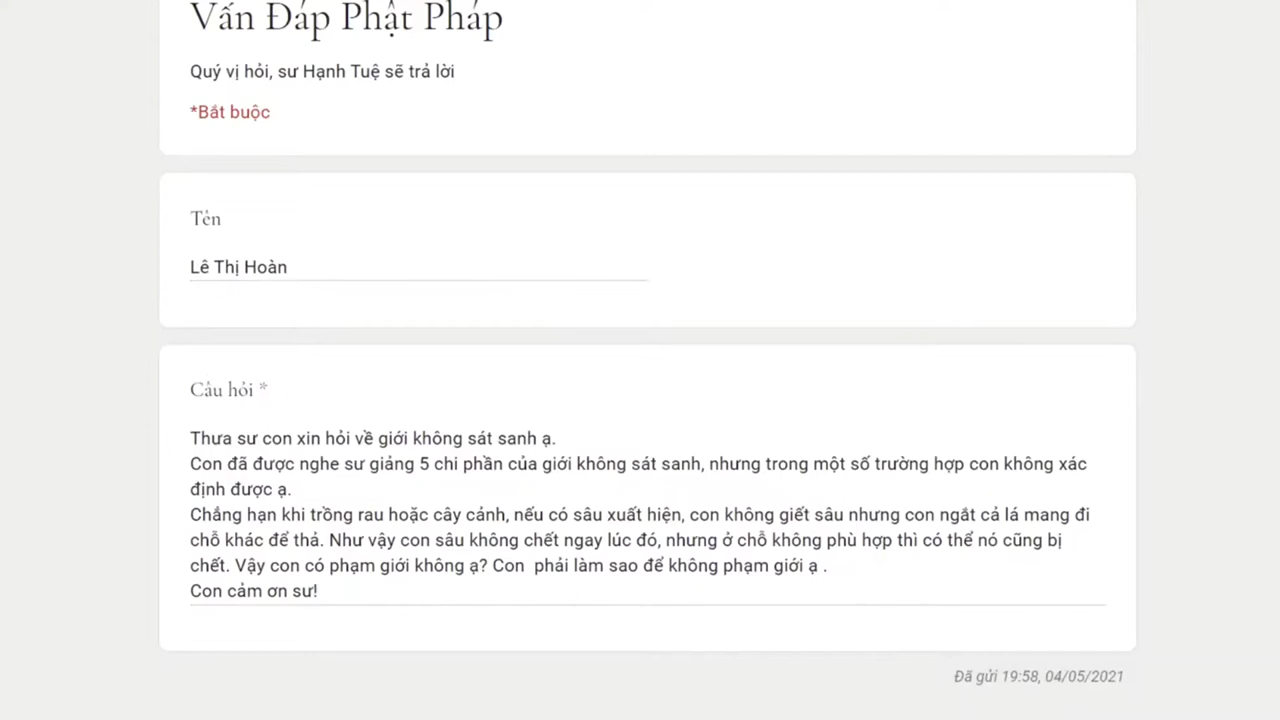 Vấn Đáp Phật Pháp
Quý vị hỏi, sư Hạnh Tuệ sẽ trả lời
*Bắt buộc
Tên
Lê Thị Hoàn
Câu hỏi *
Thưa sư con xin hỏi về giới không sát sanh ạ.
Con đã được nghe sư giảng 5 chi phần của giới không sát sanh, nhưng trong một số trường hợp con không xác
định được ạ.
Chẳng hạn khi trồng rau hoặc cây cảnh, nếu có sâu xuất hiện, con không giết sâu nhưng con ngắt cả lá mang đi
chỗ khác để thả. Như vậy con sâu không chết ngay lúc đó, nhưng ở chỗ không phù hợp thì có thể nó cũng bị
chết. Vậy con có phạm giới không ạ? Con  phải làm sao để không phạm giới ạ .
Con cảm ơn sư!
Đã gửi 19:58, 04/05/2021